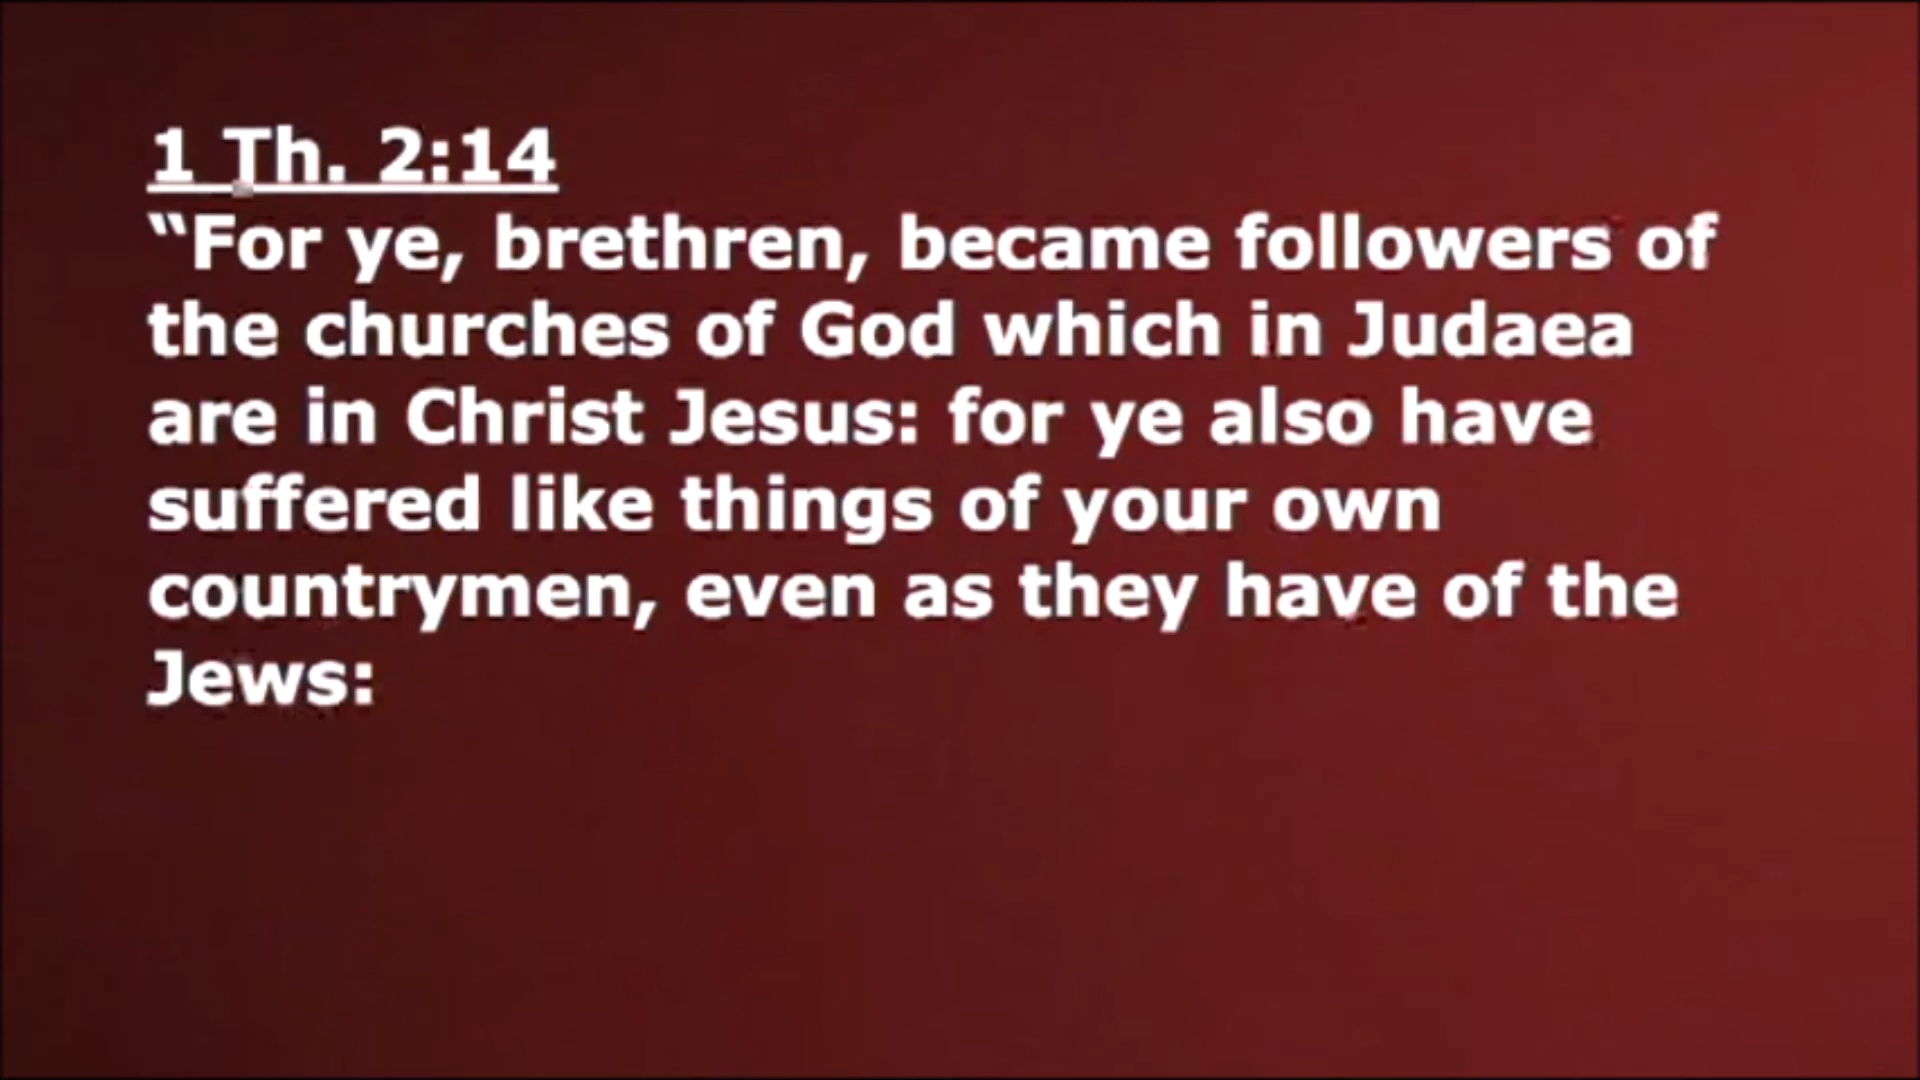 1 Th. 2:14
“For ye, brethren, became followers of
the churches of God which in Judaea
are in Christ Jesus: for ye also have
suffered like things of your own
countrymen, even as they have of the
Jews: